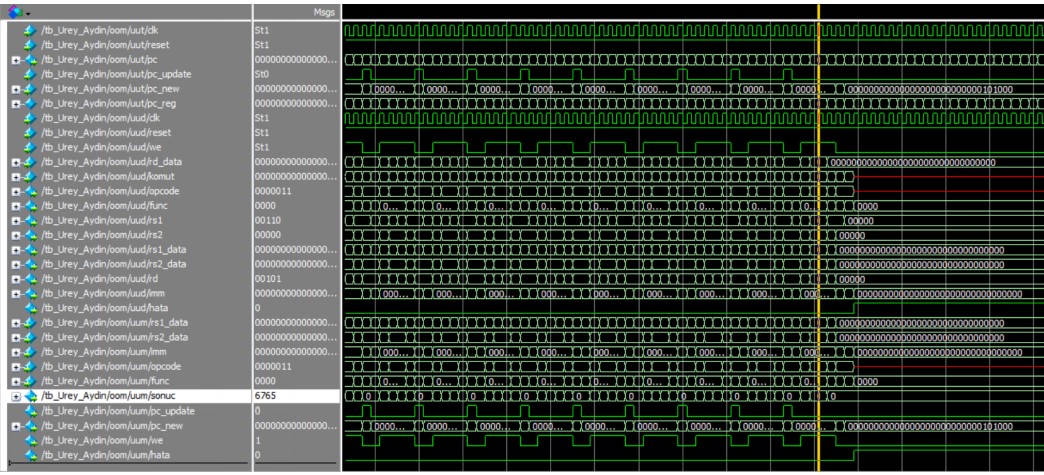 Msgs
/tb_Urey_Aydin/oom/uut/clk St1
/tb_Urey_Aydin/oom/uut/reset St1
/tb_Urey_Aydin/oom/uut/pc 00000000000000...
/tb_Urey_Aydin/oom/uut/pc_update St0
/tb_Urey_Aydin/oom/uut/pc_new 00000000000000... 0000... 0000... 0000... 0000... 0000... 0000... 0000... 0000... 0000... 00000000000000000000000000101000
/tb_Urey_Aydin/oom/uut/pc_reg 00000000000000...
/tb_Urey_Aydin/oom/uud/clk St1
/tb_Urey_Aydin/oom/uud/reset St1
/tb_Urey_Aydin/oom/uud/we St1
/tb_Urey_Aydin/oom/uud/rd_data 00000000000000... 00000000000000000000000000000000
/tb_Urey_Aydin/oom/uud/komut 00000000000000...
/tb_Urey_Aydin/oom/uud/opcode 0000011
/tb_Urey_Aydin/oom/uud/func 0000 0... 0... 0... 0... 0... 0... 0... 0... 0... 0000
/tb_Urey_Aydin/oom/uud/rs1 00110 00000
/tb_Urey_Aydin/oom/uud/rs2 00000 00000
/tb_Urey_Aydin/oom/uud/rs1_data 00000000000000... 00000000000000000000000000000000
/tb_Urey_Aydin/oom/uud/rs2_data 00000000000000... 00000000000000000000000000000000
/tb_Urey_Aydin/oom/uud/rd 00101 00000
/tb_Urey_Aydin/oom/uud/imm 00000000000000... 000... 000... 000... 000... 000... 000... 000... 000... 000... 00000000000000000000000000000000
/tb_Urey_Aydin/oom/uud/hata 0
/tb_Urey_Aydin/oom/uum/rs1_data 00000000000000... 00000000000000000000000000000000
/tb_Urey_Aydin/oom/uum/rs2_data 00000000000000... 00000000000000000000000000000000
/tb_Urey_Aydin/oom/uum/imm 00000000000000... 000... 000... 000... 000... 000... 000... 000... 000... 000... 00000000000000000000000000000000
/tb_Urey_Aydin/oom/uum/opcode 0000011
/tb_Urey_Aydin/oom/uum/func 0000 0... 0... 0... 0... 0... 0... 0... 0... 0... 0000
/tb_Urey_Aydin/oom/uum/sonuc 6765 0 0 0 0 0 0 0 0 0 0
/tb_Urey_Aydin/oom/uum/pc_update 0
/tb_Urey_Aydin/oom/uum/pc_new 00000000000000... 0000... 0000... 0000... 0000... 0000... 0000... 0000... 0000... 0000... 00000000000000000000000000101000
/tb_Urey_Aydin/oom/uum/we 1
/tb_Urey_Aydin/oom/uum/hata 0